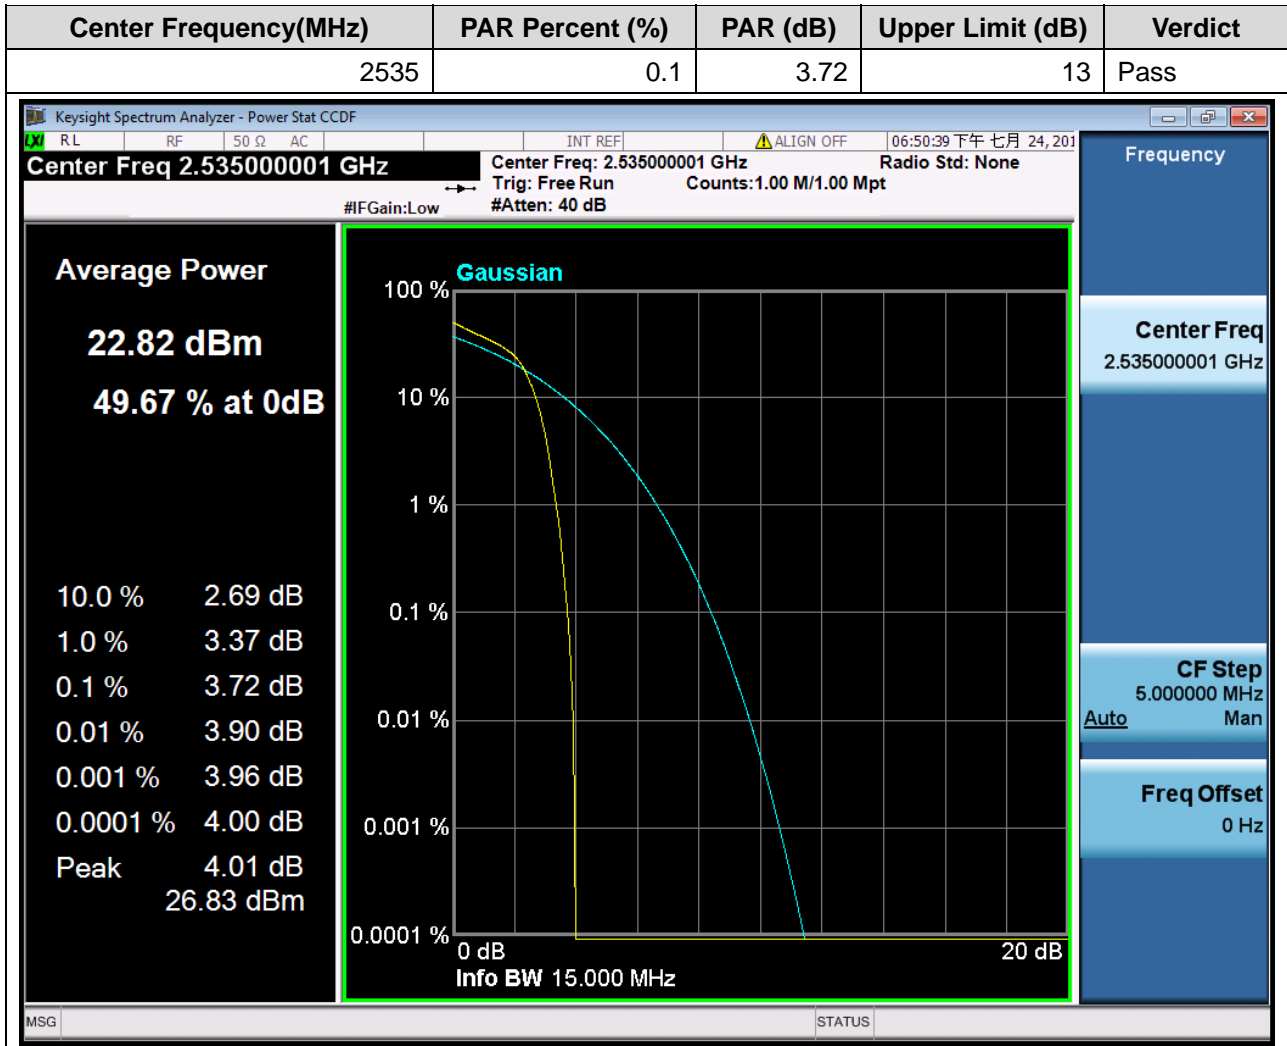 Center Frequency(MHz) PAR Percent (%) PAR (dB) Upper Limit (dB) Verdict
2535 0.1 3.72 13 Pass
Keysight Spectrum Analyzer - Power Stat CCDF
LXI RL RF 50 Ω AC INT REF ALIGN OFF 06:50:39 下午 七月 24, 201
Center Freq 2.535000001 GHz
Center Freq: 2.535000001 GHz Radio Std: None
Trig: Free Run Counts:1.00 M/1.00 Mpt
#IFGain:Low #Atten: 40 dB
Frequency
Average Power
22.82 dBm
49.67 % at 0dB
10.0 % 2.69 dB
1.0 % 3.37 dB
0.1 % 3.72 dB
0.01 % 3.90 dB
0.001 % 3.96 dB
0.0001 % 4.00 dB
Peak 4.01 dB
26.83 dBm
Gaussian
100 %
10 %
1 %
0.1 %
0.01 %
0.001 %
0.0001 %
0 dB 20 dB
Info BW 15.000 MHz
Center Freq
2.535000001 GHz
CF Step
5.000000 MHz
Auto Man
Freq Offset
0 Hz
MSG STATUS